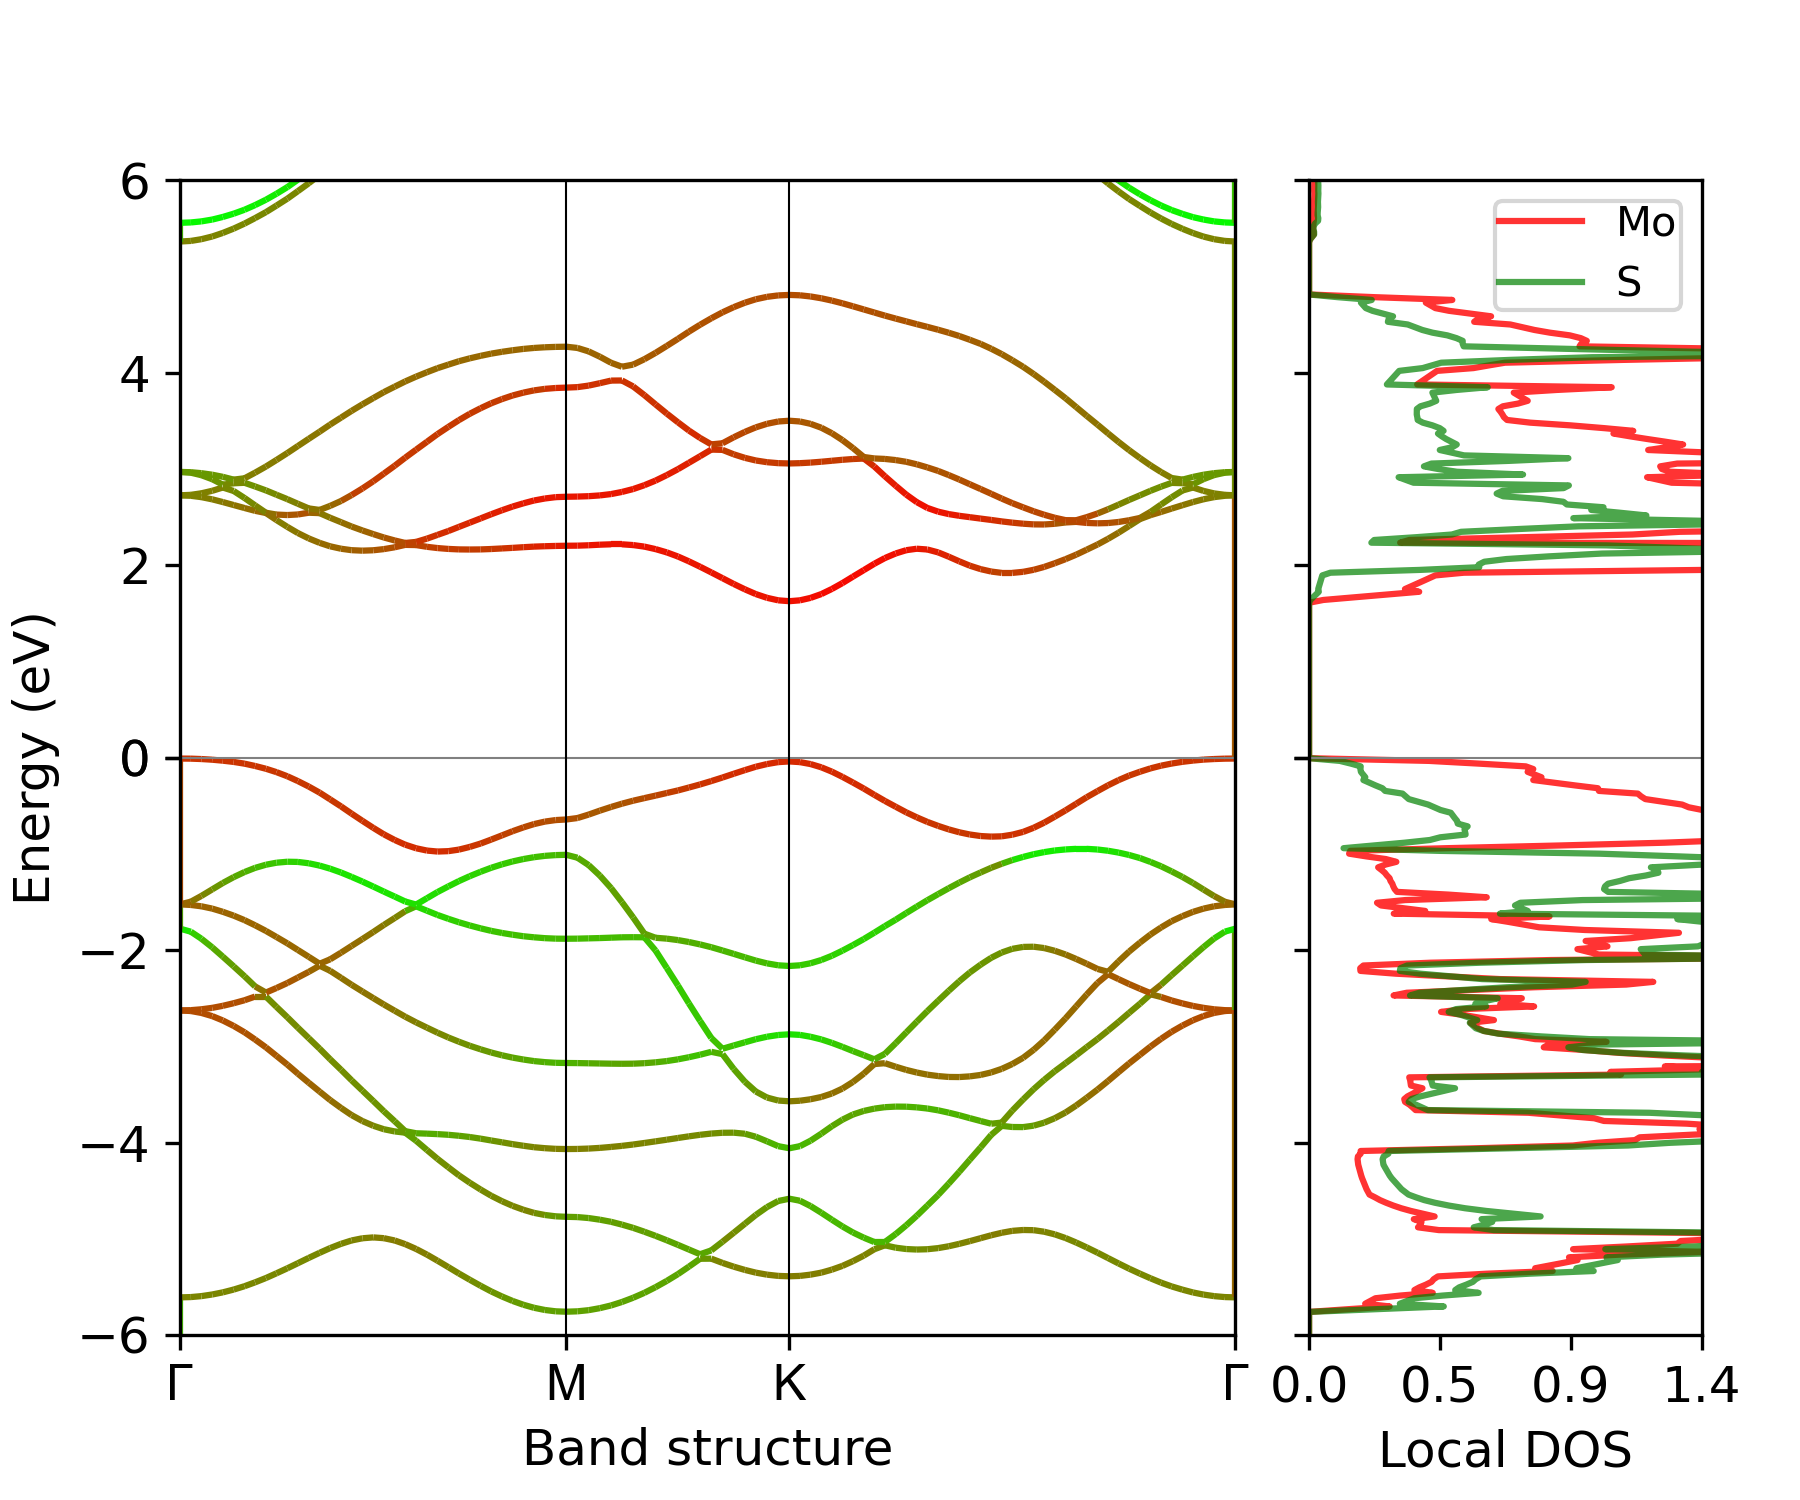 6
4
2
0
−2
−4
−6
Energy (eV)
Γ M K Γ
Band structure
Mo
S
0.0 0.5 0.9 1.4
Local DOS